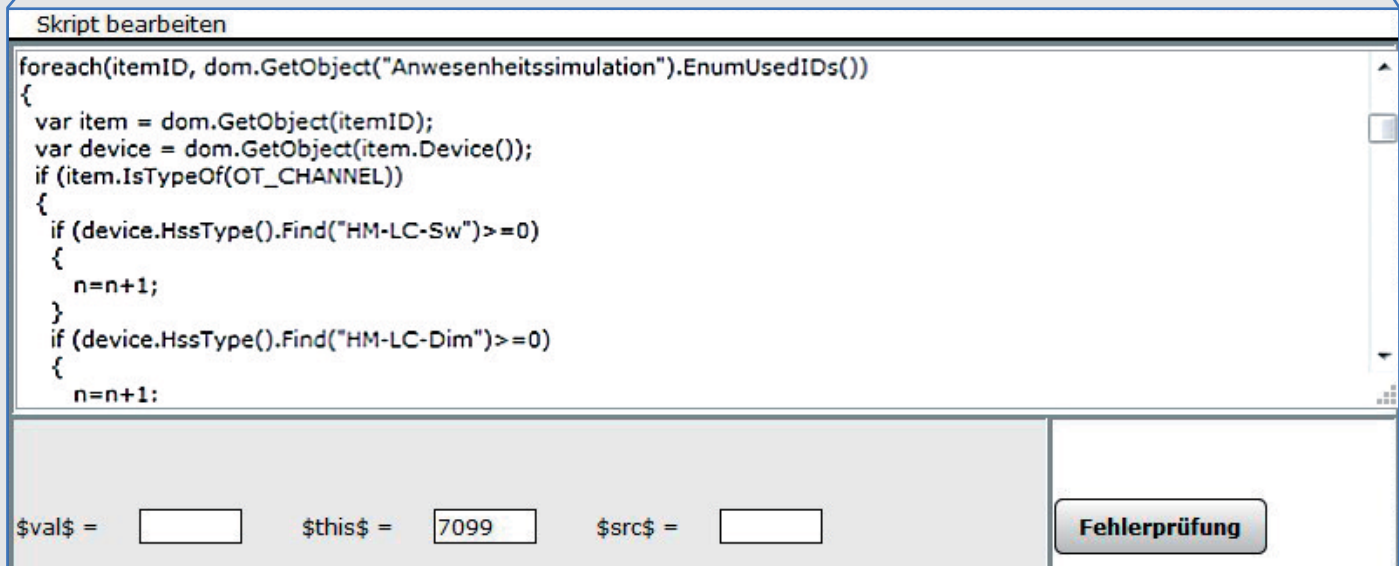 Skript bearbeiten
foreach(itemID, dom.GetObject("Anwesenheitssimulation").EnumUsedIDs())
{
var item = dom.GetObject(itemID);
var device = dom.GetObject(item.Device());
if (item.IsTypeOf(OT_CHANNEL))
{
if (device.HssType().Find("HM-LC-Sw")>=0)
{
n=n+1;
}
if (device.HssType().Find("HM-LC-Dim")>=0)
{
n=n+1;
$val$ = $this$ = 7099 $src$ = Fehlerprüfung